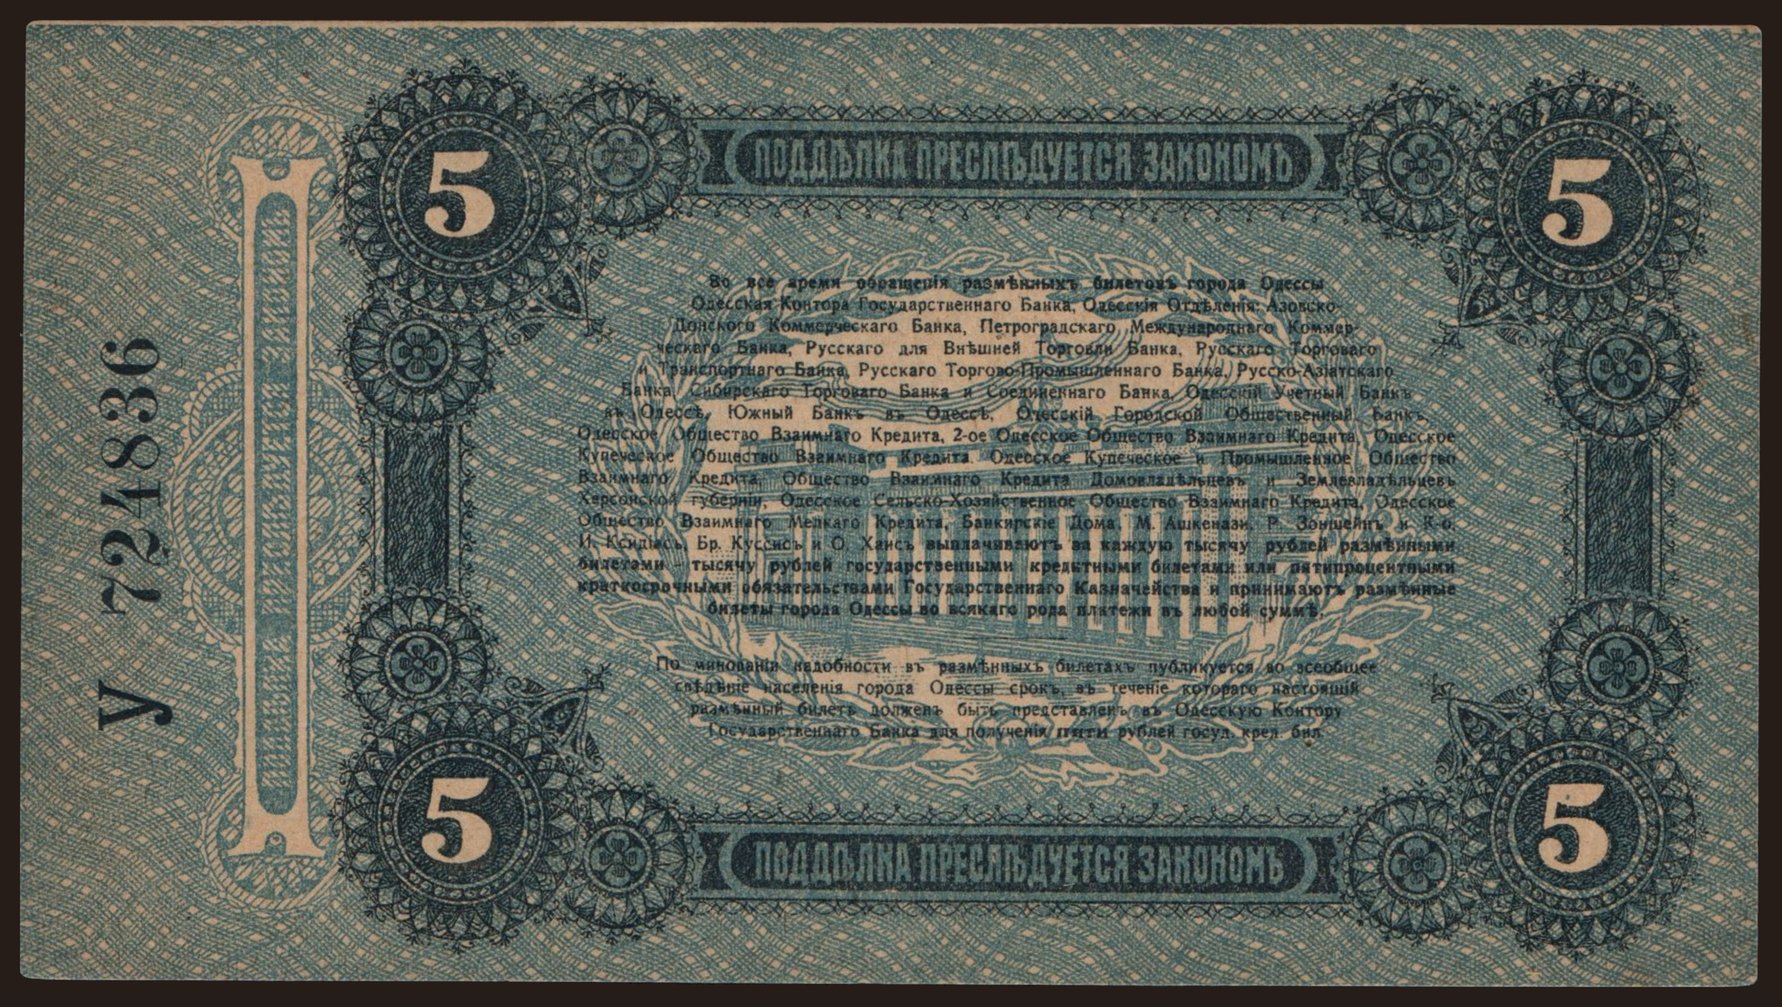 У 724836
5
ПОДДѢЛКА ПРЕСЛѢДУЕТСЯ ЗАКОНОМЪ
5
Во все время обращенія размѣнныхъ билетовъ города Одессы
Одесская Контора Государственнаго Банка, Одесскія Отдѣленія: Азовско-
Донского Коммерческаго Банка, Петроградскаго Международнаго Коммер-
ческаго Банка, Русскаго для Внѣшней Торговли Банка, Русскаго Торговаго
и Транспортнаго Банка, Русскаго Торгово-Промышленнаго Банка, Русско-Азіатскаго
Банка, Сибирскаго Торговаго Банка и Соединеннаго Банка, Одесскій Учетный Банкъ
въ Одессѣ, Южный Банкъ въ Одессѣ, Одесскій Городской Общественный Банкъ,
Одесское Общество Взаимнаго Кредита, 2-ое Одесское Общество Взаимнаго Кредита, Одесское
Купеческое Общество Взаимнаго Кредита, Одесское Купеческое и Промышленное Общество
Взаимнаго Кредита, Общество Взаимнаго Кредита Домовладѣльцевъ и Землевладѣльцевъ
Херсонской губерніи, Одесское Сельско-Хозяйственное Общество Взаимнаго Кредита, Одесское
Общество Взаимнаго Мелкаго Кредита, Банкирскіе Дома: М. Ашкенази, Р. Зоншейнъ и К-о,
И. Ксидіасъ, Бр. Куссисъ и О. Хаисъ выплачиваютъ за каждую тысячу рублей размѣнными
билетами - тысячу рублей государственными кредитными билетами или пятипроцентными
краткосрочными обязательствами Государственнаго Казначейства и принимаютъ размѣнные
билеты города Одессы во всякаго рода платежи въ любой суммѣ.
По минованіи надобности въ размѣнныхъ билетахъ публикуется во всеобщее
свѣдѣніе населенія города Одессы срокъ, въ теченіе котораго настоящій
размѣнный билетъ долженъ быть представленъ въ Одесскую Контору
Государственнаго Банка для полученія пяти рублей госуд. кред. бил.
5
ПОДДѢЛКА ПРЕСЛѢДУЕТСЯ ЗАКОНОМЪ
5